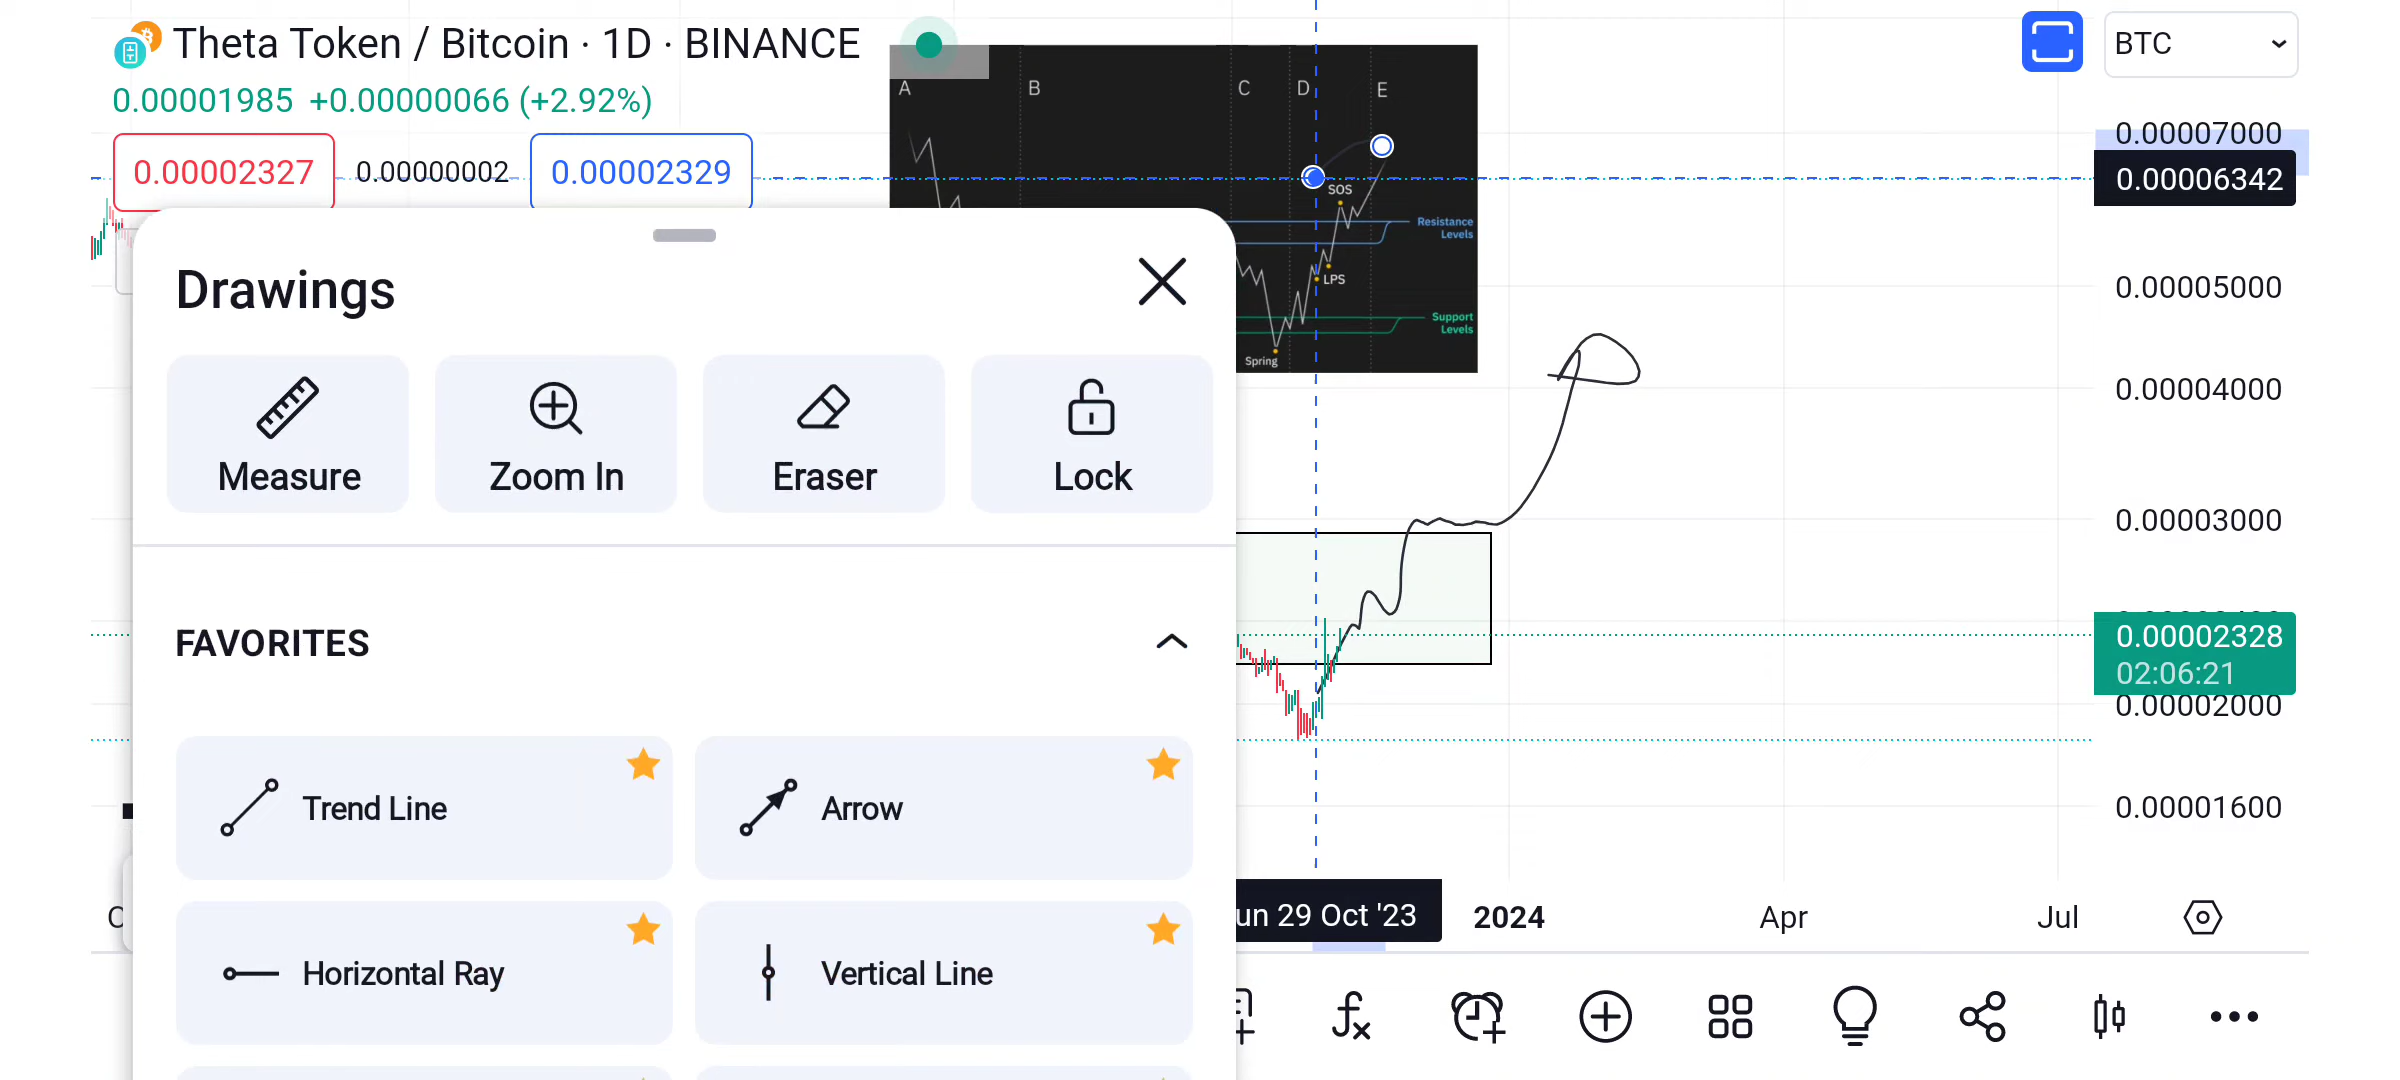 Theta Token / Bitcoin · 1D · BINANCE
0.00001985 +0.00000066 (+2.92%)
0.00002327 0.00000002 0.00002329
BTC
A B C D E
SOS
Resistance
Levels
LPS
Support
Levels
Spring
Drawings
Measure Zoom In Eraser Lock
FAVORITES
Trend Line Arrow
Horizontal Ray Vertical Line
0.00007000
0.00006342
0.00005000
0.00004000
0.00003000
0.00002328
02:06:21
0.00002000
0.00001600
un 29 Oct '23 2024 Apr Jul